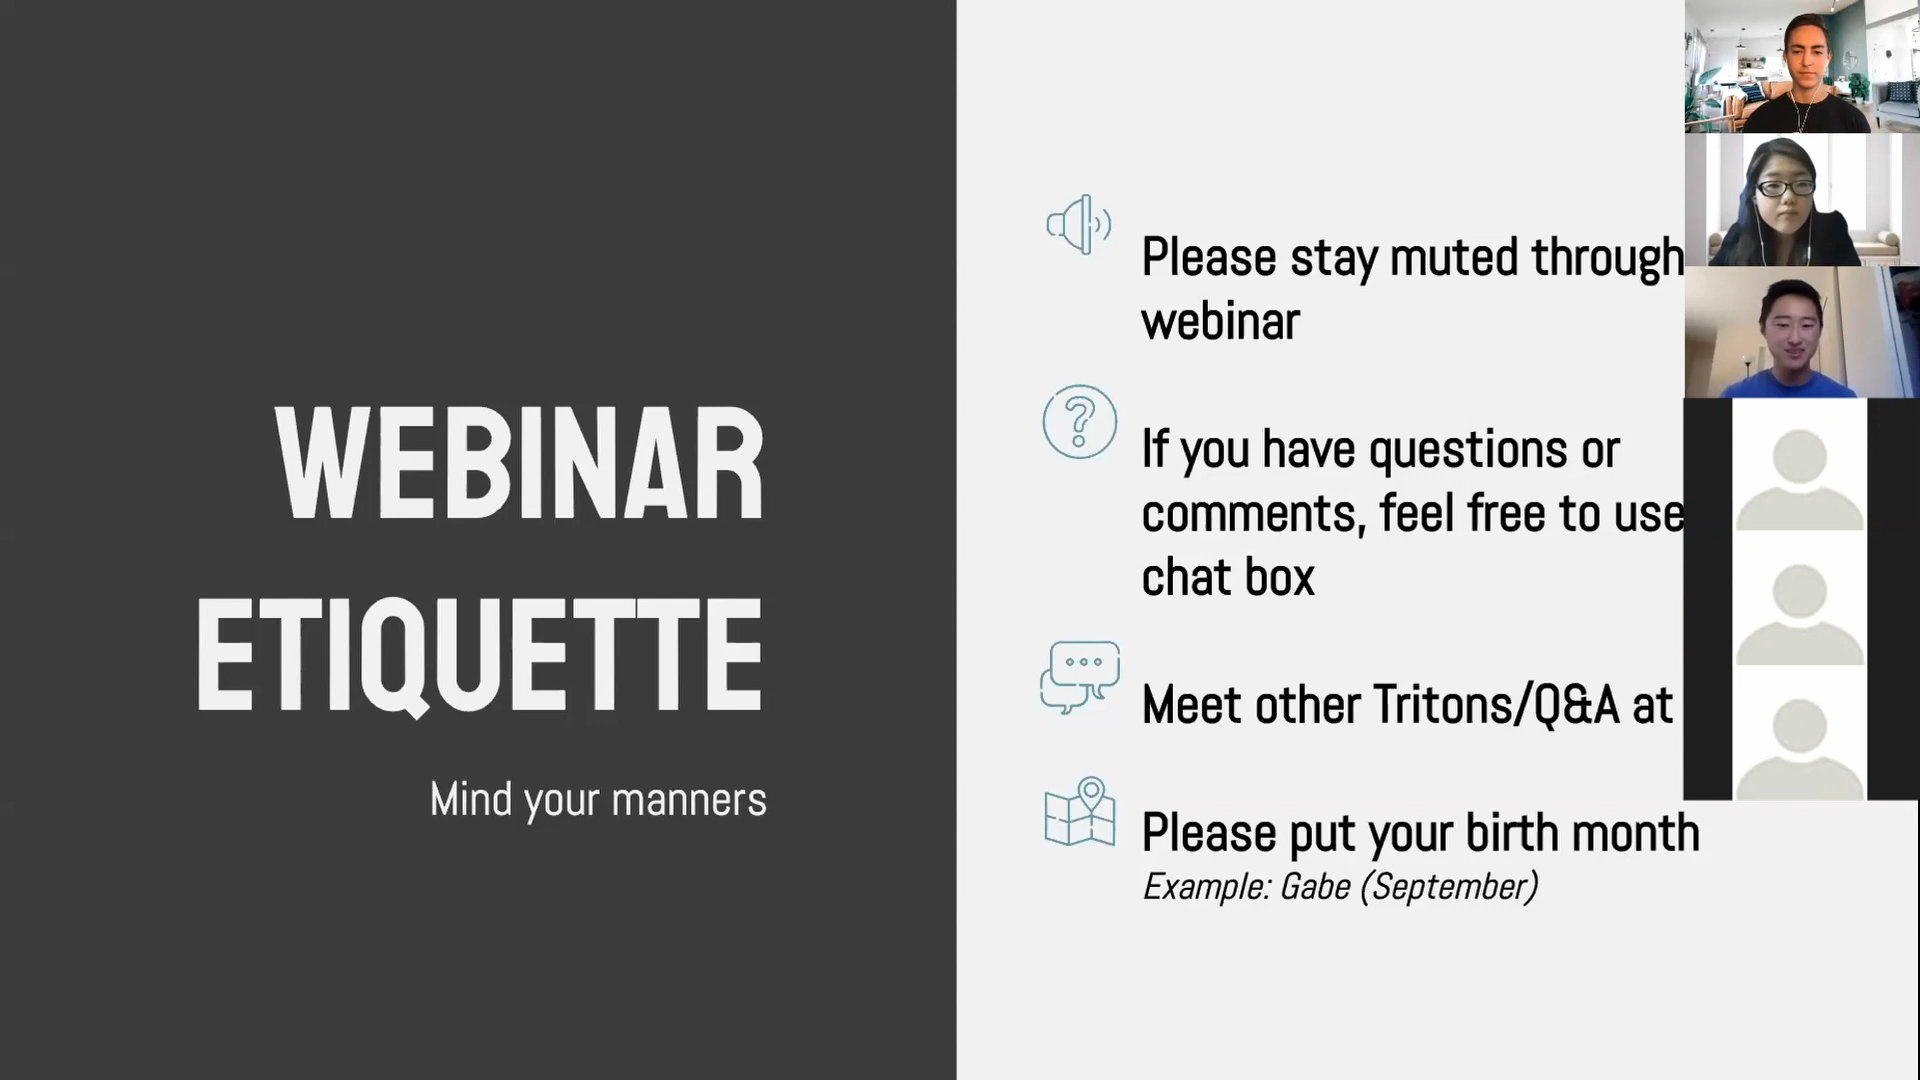 WEBINAR
ETIQUETTE
Mind your manners
Please stay muted through
webinar
If you have questions or
comments, feel free to use
chat box
Meet other Tritons/Q&A at
Please put your birth month
Example: Gabe (September)